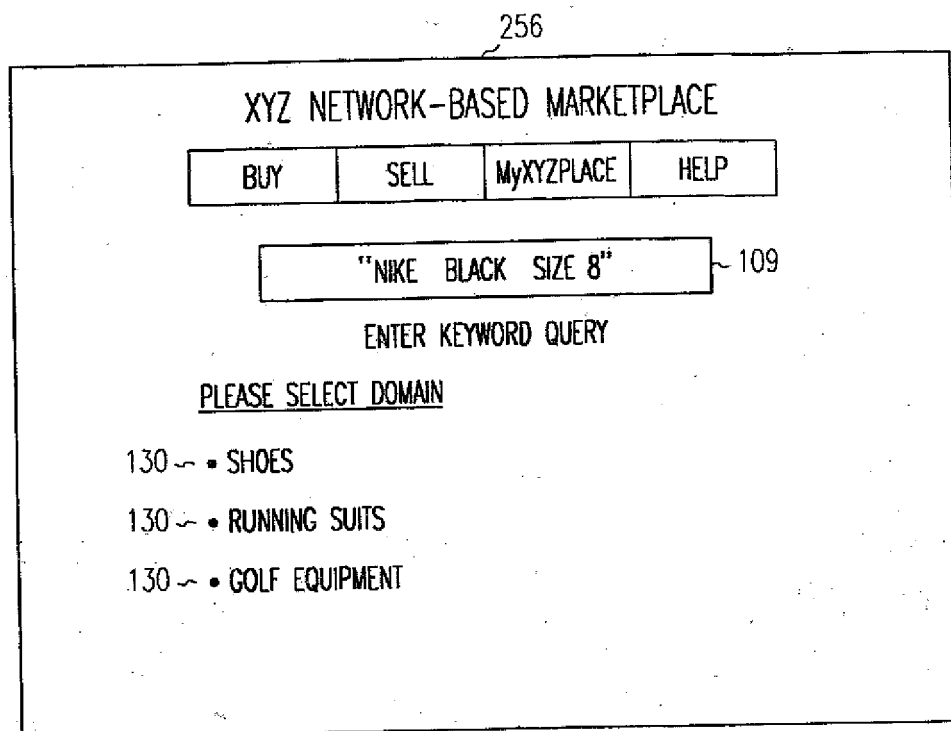 256
XYZ NETWORK-BASED MARKETPLACE
BUY SELL MyXYZPLACE HELP
"NIKE BLACK SIZE 8" 109
ENTER KEYWORD QUERY
PLEASE SELECT DOMAIN
130 • SHOES
130 • RUNNING SUITS
130 • GOLF EQUIPMENT